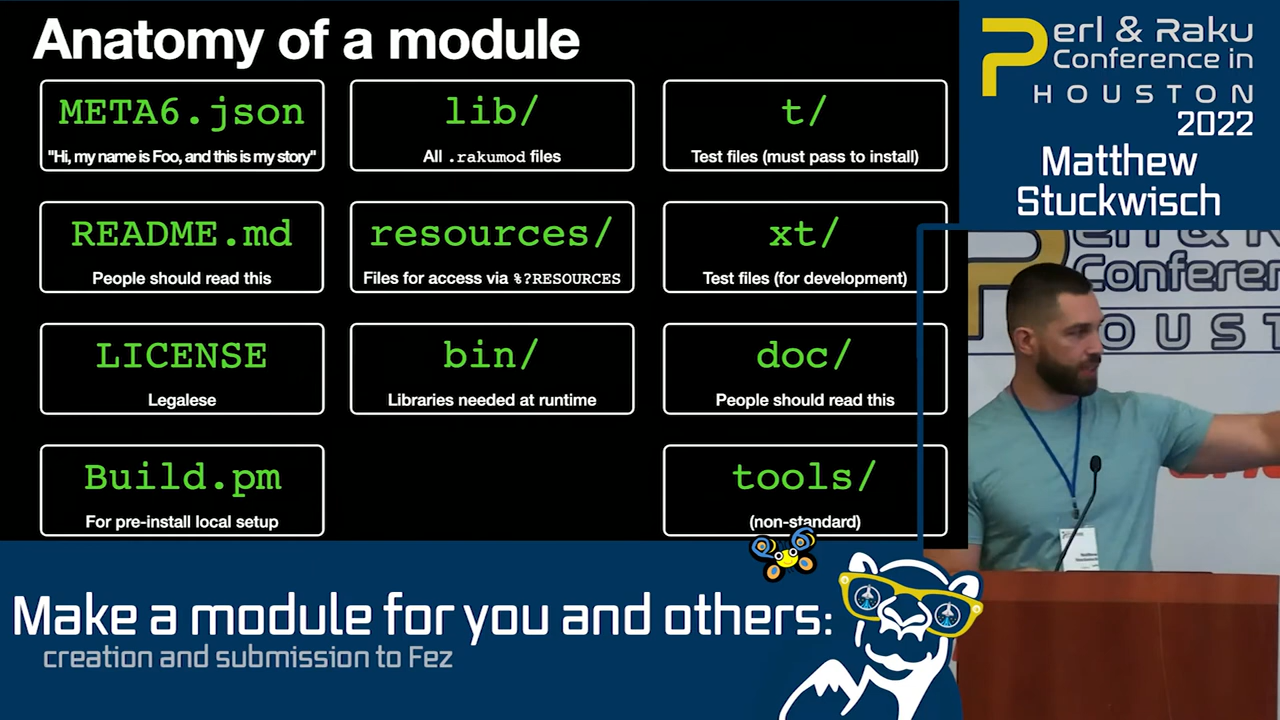 Anatomy of a module
META6.json
"Hi, my name is Foo, and this is my story"
lib/
All .rakumod files
t/
Test files (must pass to install)
README.md
People should read this
resources/
Files for access via %?RESOURCES
xt/
Test files (for development)
LICENSE
Legalese
bin/
Libraries needed at runtime
doc/
People should read this
Build.pm
For pre-install local setup
tools/
(non-standard)
Perl & Raku
Conference in
HOUSTON
2022
Matthew
Stuckwisch
Make a module for you and others:
creation and submission to Fez